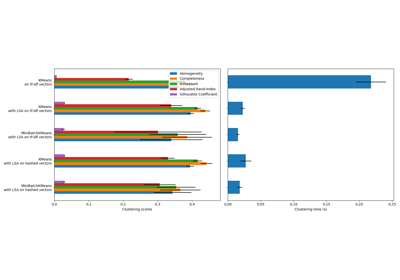 Homogeneity
Completeness
V-measure
Adjusted Rand-Index
Silhouette Coefficient
KMeans
on tf-idf vectors
KMeans
with LSA on tf-idf vectors
MiniBatchKMeans
with LSA on tf-idf vectors
KMeans
with LSA on hashed vectors
MiniBatchKMeans
with LSA on hashed vectors
0.0 0.1 0.2 0.3 0.4 0.5
Clustering scores
0.00 0.05 0.10 0.15 0.20 0.25
Clustering time (s)